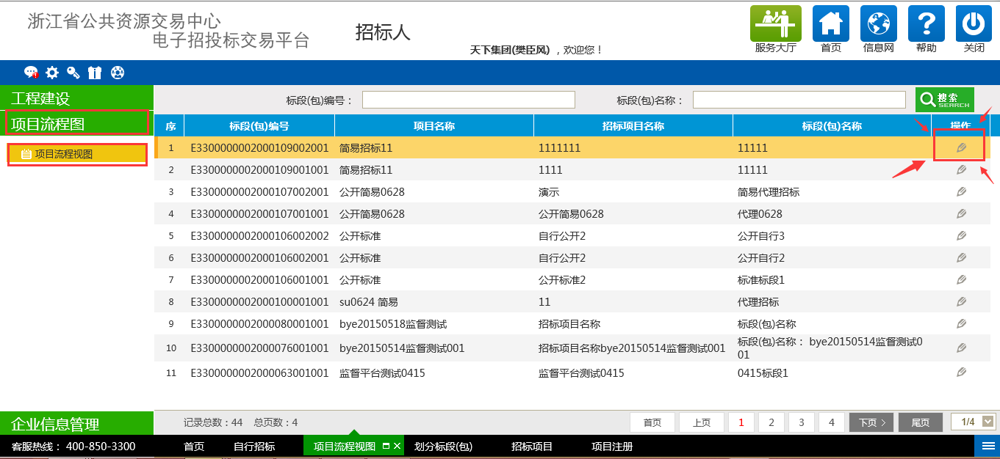 浙江省公共资源交易中心
电子招投标交易平台
招标人
天下集团(樊臣风) ，欢迎您！
服务大厅 首页 信息网 帮助 关闭
工程建设
项目流程图
项目流程视图
标段(包)编号： 标段(包)名称： 搜索 SEARCH
序 标段(包)编号 项目名称 招标项目名称 标段(包)名称 操作
1 E3300000002000109002001 简易招标11 1111111 11111
2 E3300000002000109001001 简易招标11 1111 11111
3 E3300000002000107002001 公开简易0628 演示 简易代理招标
4 E3300000002000107001001 公开简易0628 公开简易0628 代理0628
5 E3300000002000106002002 公开标准 自行公开2 公开自行3
6 E3300000002000106002001 公开标准 自行公开2 公开自行2
7 E3300000002000106001001 公开标准 公开标准2 标准标段1
8 E3300000002000100001001 su0624 简易 11 代理招标
9 E3300000002000080001001 bye20150518监督测试 招标项目名称 标段(包)名称
10 E3300000002000076001001 bye20150514监督测试001 招标项目名称bye20150514监督测试001 标段(包)名称： bye20150514监督测试0
01
11 E3300000002000063001001 监督平台测试0415 监督平台测试0415 0415标段1
企业信息管理
记录总数：44 总页数：4 首页 上页 1 2 3 4 下页 尾页 1/4
客服热线： 400-850-3300 首页 自行招标 项目流程视图 划分标段(包) 招标项目 项目注册